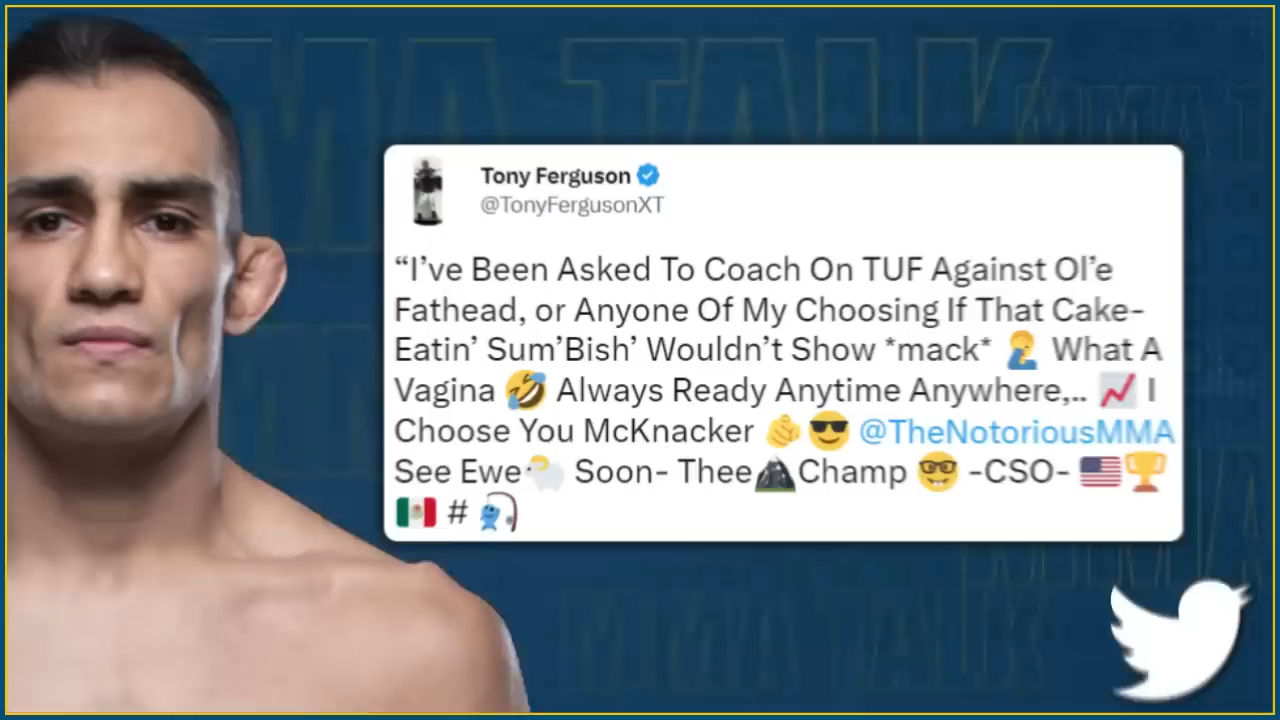 MMA TALK
Tony Ferguson
@TonyFergusonXT
“I’ve Been Asked To Coach On TUF Against Ol’e
Fathead, or Anyone Of My Choosing If That Cake-
Eatin’ Sum’Bish’ Wouldn’t Show *mack* 🤦‍♂️ What A
Vagina 🤣 Always Ready Anytime Anywhere,.. 📈 I
Choose You McKnacker 🫵😎 @TheNotoriousMMA
See Ewe🐑 Soon- Thee⛰️Champ 🤓 -CSO- 🇺🇸🏆
🇲🇽 # 🎣